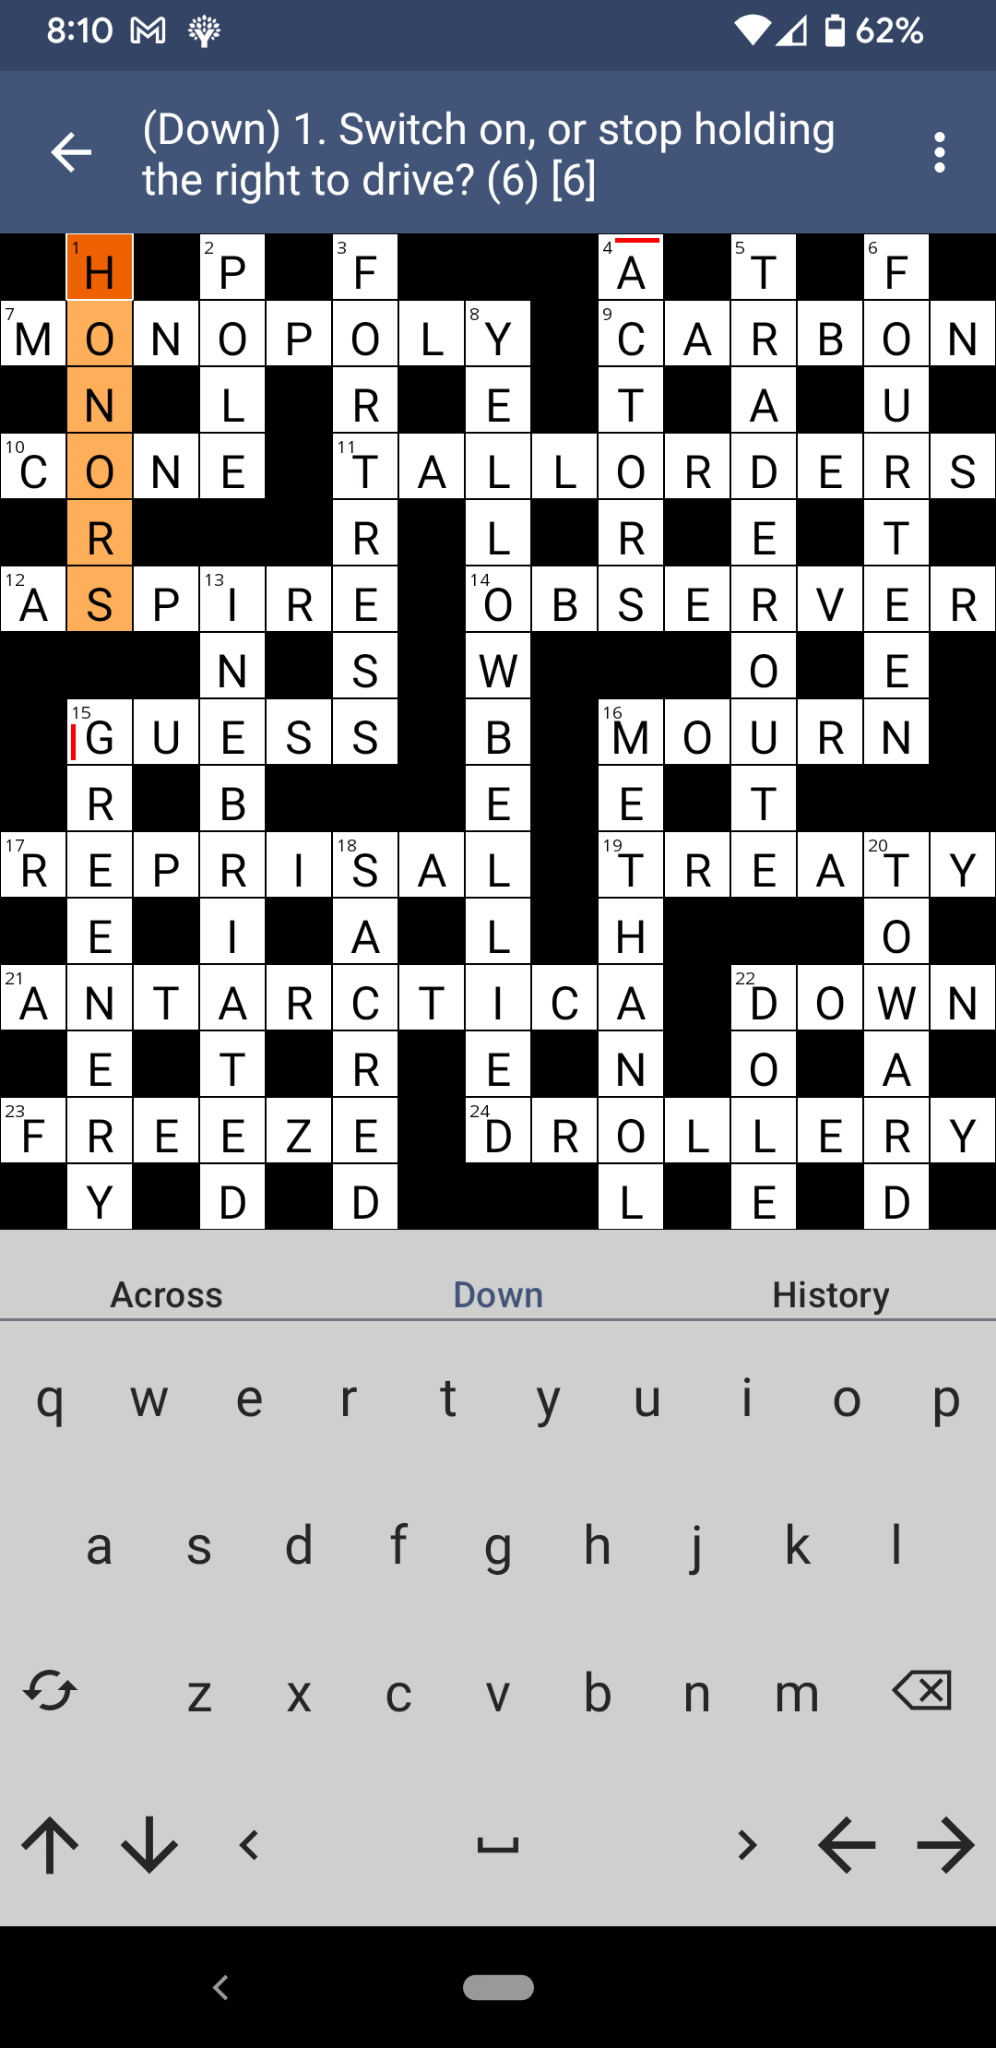 8:10 62%
(Down) 1. Switch on, or stop holding
the right to drive? (6) [6]
1 H 2 P 3 F 4 A 5 T 6 F
7 M O N O P O L 8 Y 9 C A R B O N
N L R E T A U
10 C O N E 11 T A L L O R D E R S
R R L R E T
12 A S P 13 I R E 14 O B S E R V E R
N S W O E
15 G U E S S B 16 M O U R N
R B E E T
17 R E P R I 18 S A L 19 T R E A 20 T Y
E I A L H O
21 A N T A R C T I C A 22 D O W N
E T R E N O A
23 F R E E Z E 24 D R O L L E R Y
Y D D L E D
Across Down History
q w e r t y u i o p
a s d f g h j k l
z x c v b n m